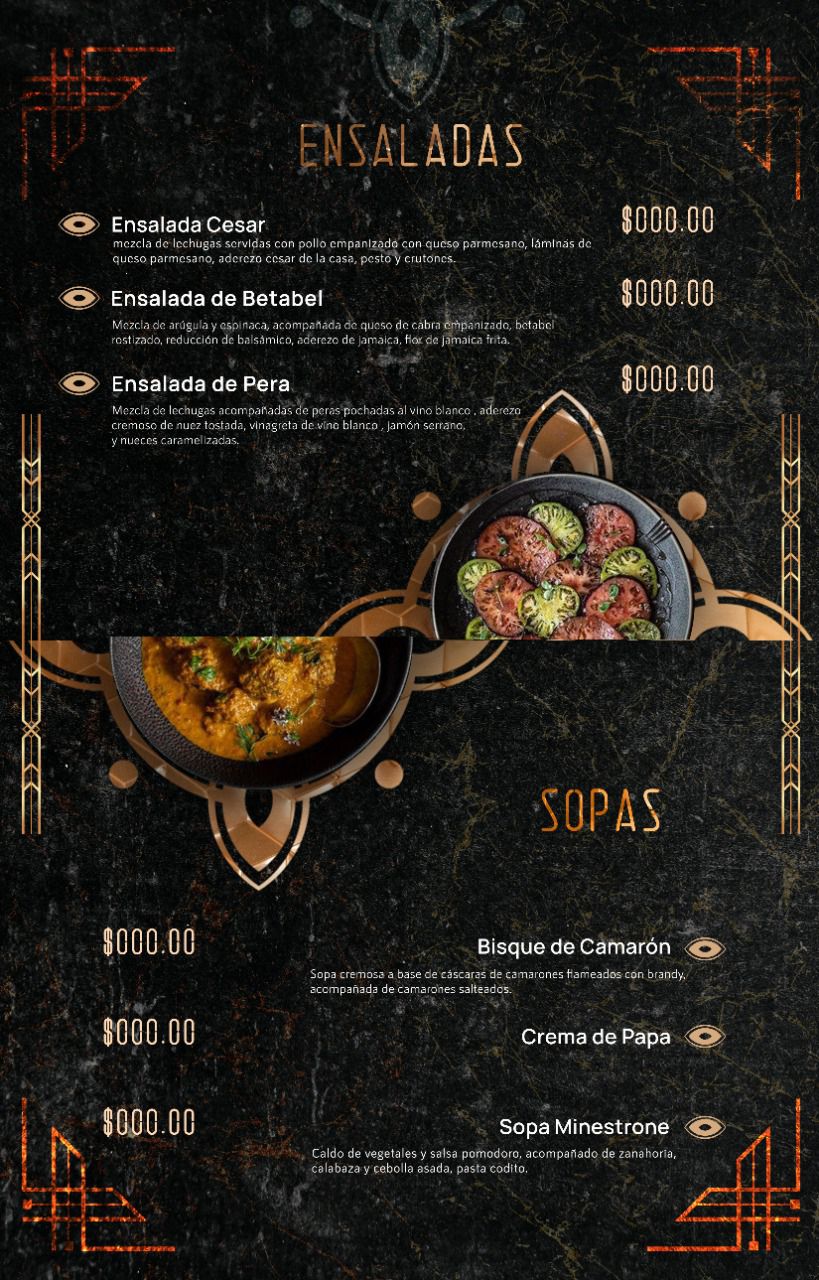 ENSALADAS
Ensalada Cesar
$000.00
mezcla de lechugas servidas con pollo empanizado con queso parmesano, láminas de
queso parmesano, aderezo cesar de la casa, pesto y crutones.
Ensalada de Betabel
$000.00
Mezcla de arúgula y espinaca, acompañada de queso de cabra empanizado, betabel
rostizado, reducción de balsámico, aderezo de jamaica, flor de jamaica frita.
Ensalada de Pera
$000.00
Mezcla de lechugas acompañadas de peras pochadas al vino blanco , aderezo
cremoso de nuez tostada, vinagreta de vino blanco , jamón serrano.
y nueces caramelizadas.
SOPAS
$000.00
Bisque de Camarón
Sopa cremosa a base de cáscaras de camarones flameados con brandy,
acompañada de camarones salteados.
$000.00
Crema de Papa
$000.00
Sopa Minestrone
Caldo de vegetales y salsa pomodoro, acompañado de zanahoria,
calabaza y cebolla asada, pasta codito.